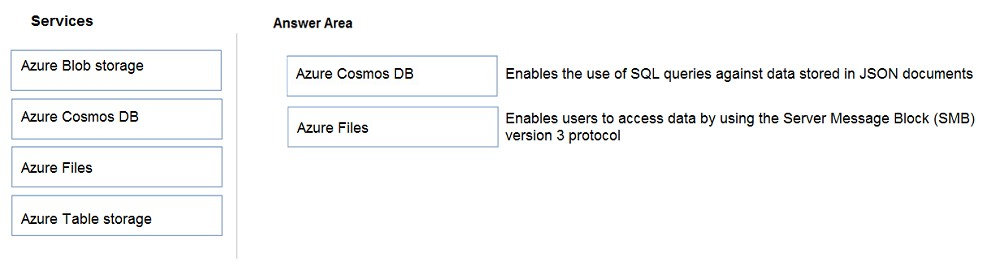 Services
Azure Blob storage
Azure Cosmos DB
Azure Files
Azure Table storage
Answer Area
Azure Cosmos DB
Enables the use of SQL queries against data stored in JSON documents
Azure Files
Enables users to access data by using the Server Message Block (SMB)
version 3 protocol